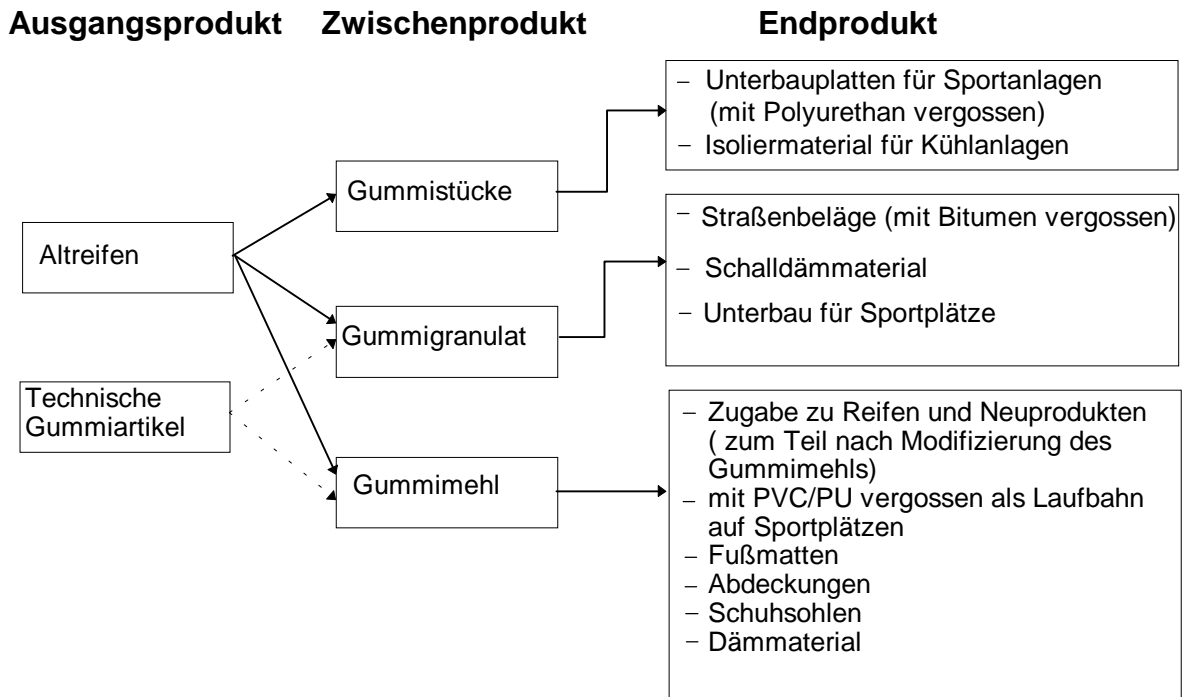 Ausgangsprodukt Zwischenprodukt Endprodukt
Altreifen
Technische
Gummiartikel
Gummistücke
Gummigranulat
Gummimehl
– Unterbauplatten für Sportanlagen
(mit Polyurethan vergossen)
– Isoliermaterial für Kühlanlagen
– Straßenbeläge (mit Bitumen vergossen)
– Schalldämmaterial
– Unterbau für Sportplätze
– Zugabe zu Reifen und Neuprodukten
( zum Teil nach Modifizierung des
Gummimehls)
– mit PVC/PU vergossen als Laufbahn
auf Sportplätzen
– Fußmatten
– Abdeckungen
– Schuhsohlen
– Dämmaterial